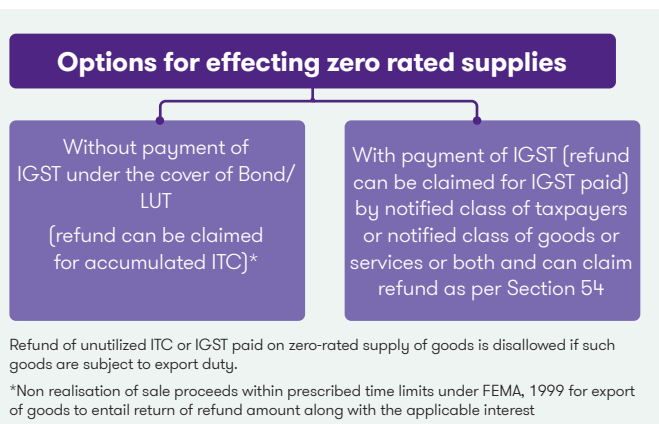 Options for effecting zero rated supplies
Without payment of
IGST under the cover of Bond/
LUT
(refund can be claimed
for accumulated ITC)*
With payment of IGST (refund
can be claimed for IGST paid)
by notified class of taxpayers
or notified class of goods or
services or both and can claim
refund as per Section 54
Refund of unutilized ITC or IGST paid on zero-rated supply of goods is disallowed if such
goods are subject to export duty.
*Non realisation of sale proceeds within prescribed time limits under FEMA, 1999 for export
of goods to entail return of refund amount along with the applicable interest